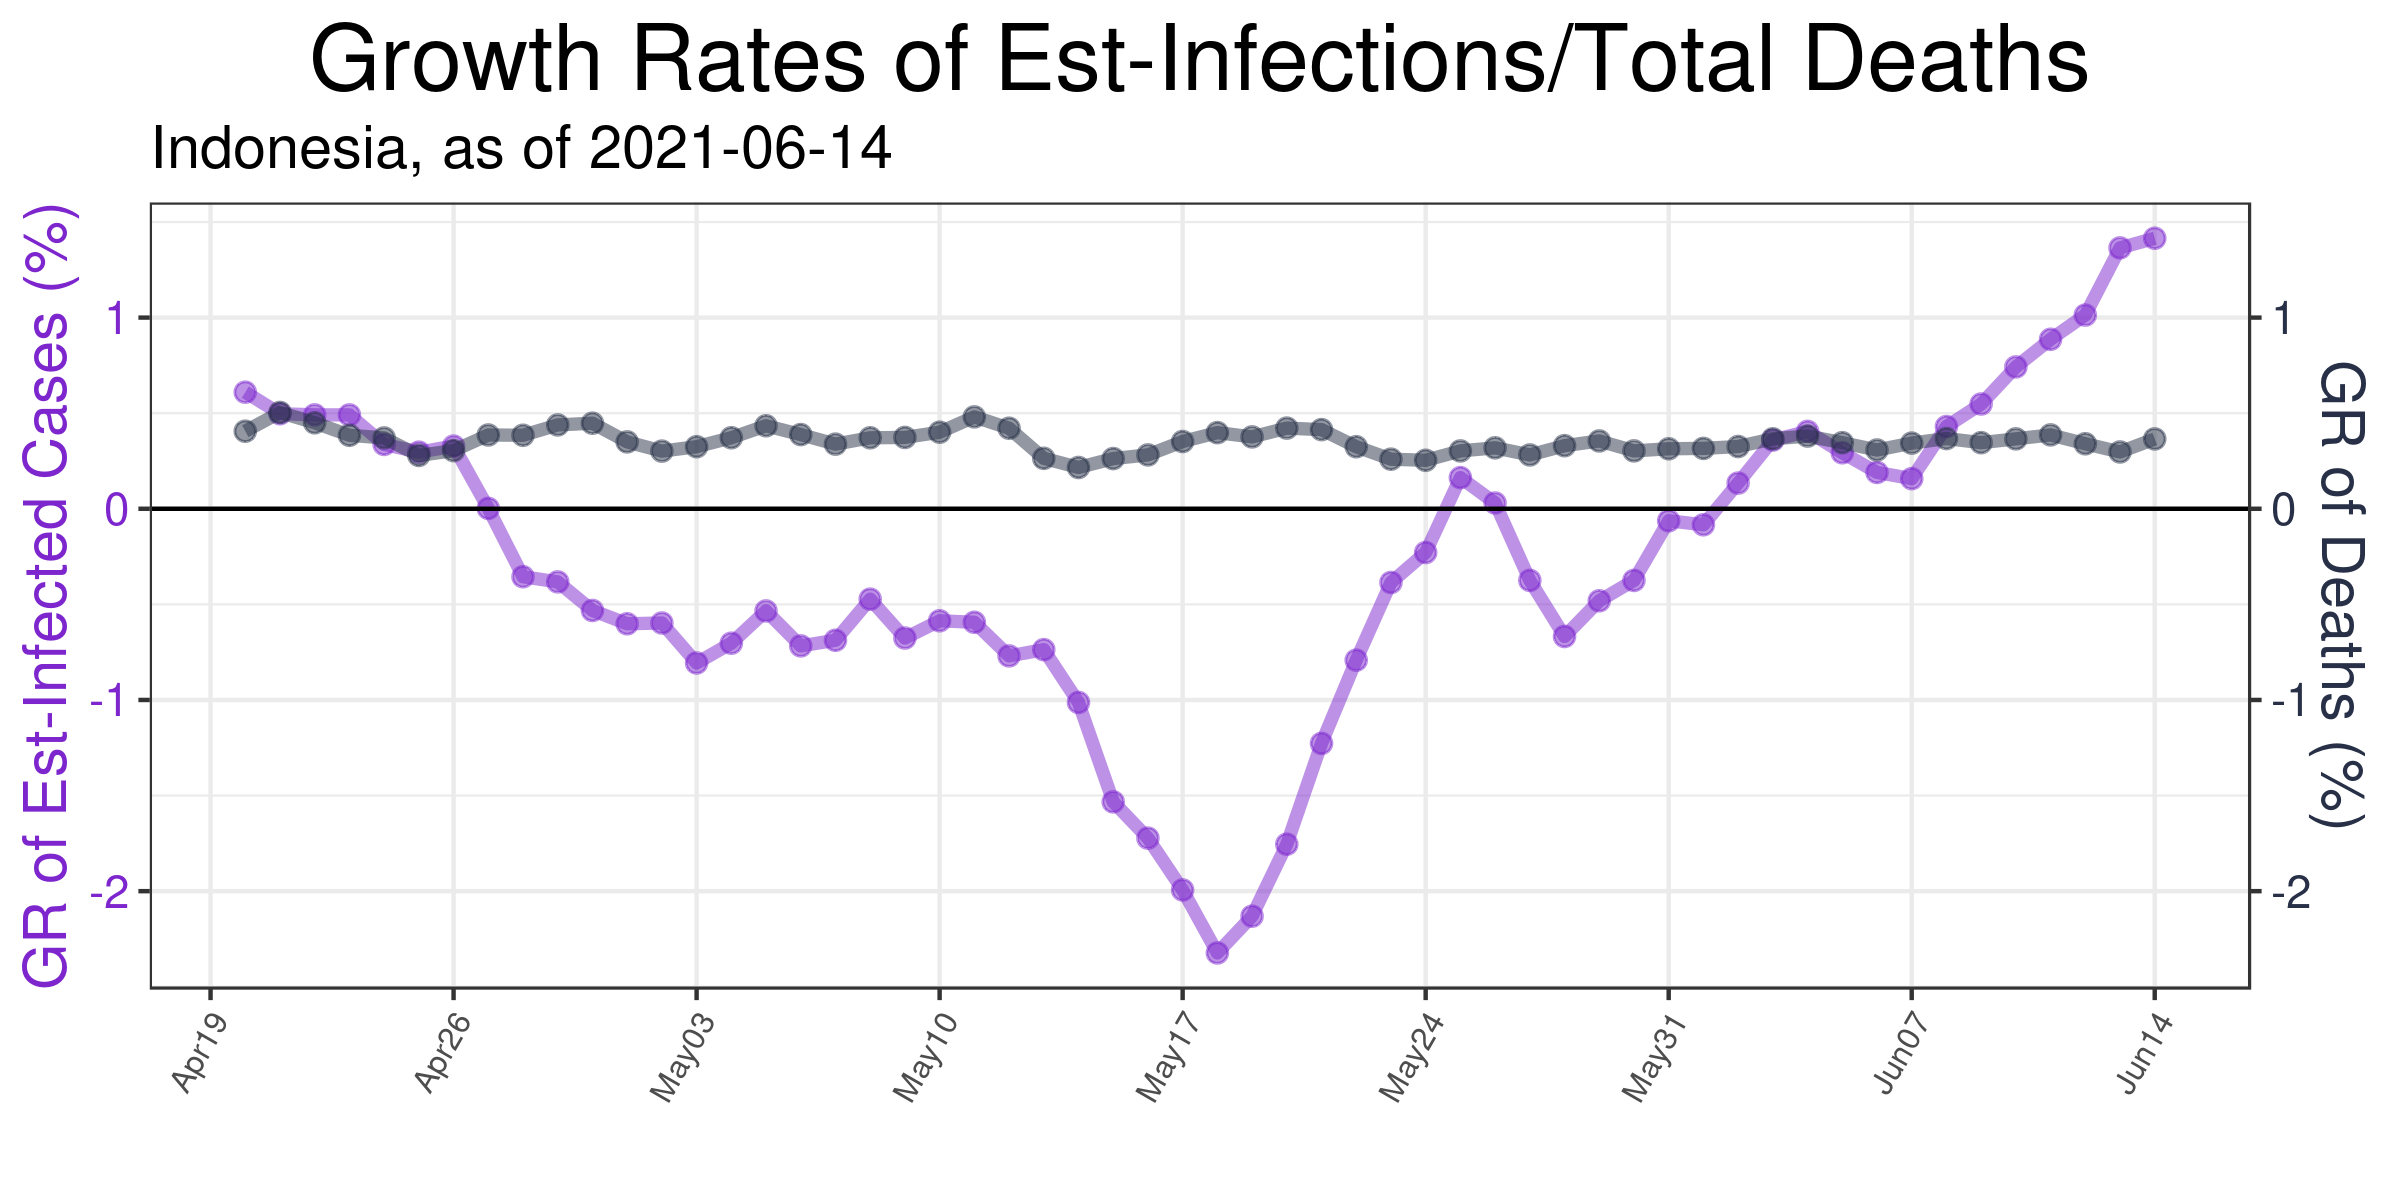 Growth Rates of Est-Infections/Total Deaths
Indonesia, as of 2021-06-14
GR of Est-Infected Cases (%)
1
0
-1
-2
1
0
-1
-2
GR of Deaths (%)
Apr19
Apr26
May03
May10
May17
May24
May31
Jun07
Jun14